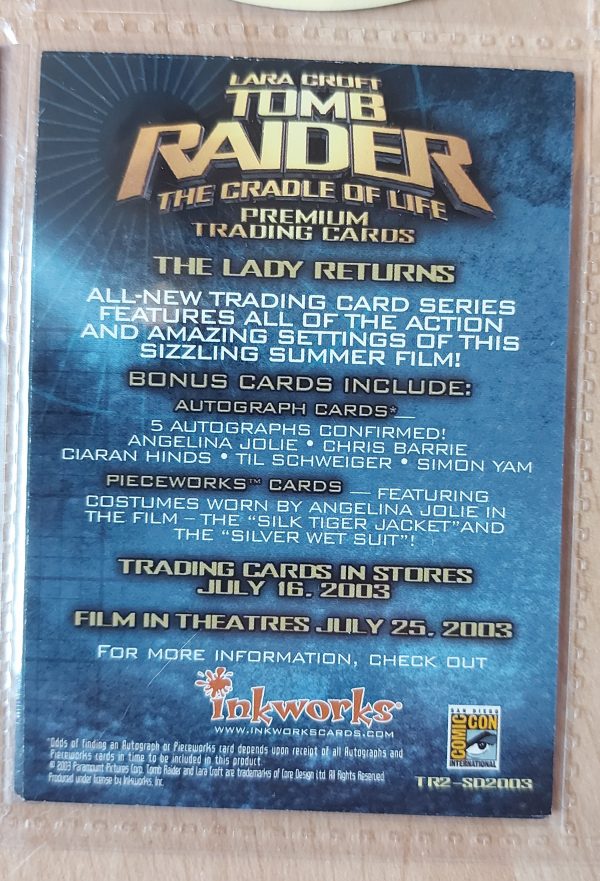 LARA CROFT
TOMB
RAIDER
THE CRADLE OF LIFE
PREMIUM
TRADING CARDS
THE LADY RETURNS
ALL-NEW TRADING CARD SERIES
FEATURES ALL OF THE ACTION
AND AMAZING SETTINGS OF THIS
SIZZLING SUMMER FILM!
BONUS CARDS INCLUDE:
AUTOGRAPH CARDS*—
5 AUTOGRAPHS CONFIRMED!
ANGELINA JOLIE • CHRIS BARRIE
CIARAN HINDS • TIL SCHWEIGER • SIMON YAM
PIECEWORKS™ CARDS — FEATURING
COSTUMES WORN BY ANGELINA JOLIE IN
THE FILM – THE "SILK TIGER JACKET"AND
THE "SILVER WET SUIT"!
TRADING CARDS IN STORES
JULY 16, 2003
FILM IN THEATRES JULY 25, 2003
FOR MORE INFORMATION, CHECK OUT
inkworks®
WWW.INKWORKSCARDS.COM
*Odds of finding an Autograph or Pieceworks card depends upon receipt of all Autographs and
Pieceworks cards in time to be included in this product.
© 2003 Paramount Pictures Corp. Tomb Raider and Lara Croft are trademarks of Core Design Ltd. All Rights Reserved.
Produced under license by Inkworks, Inc.
SAN DIEGO
COMIC CON
INTERNATIONAL
TR2-SD2003